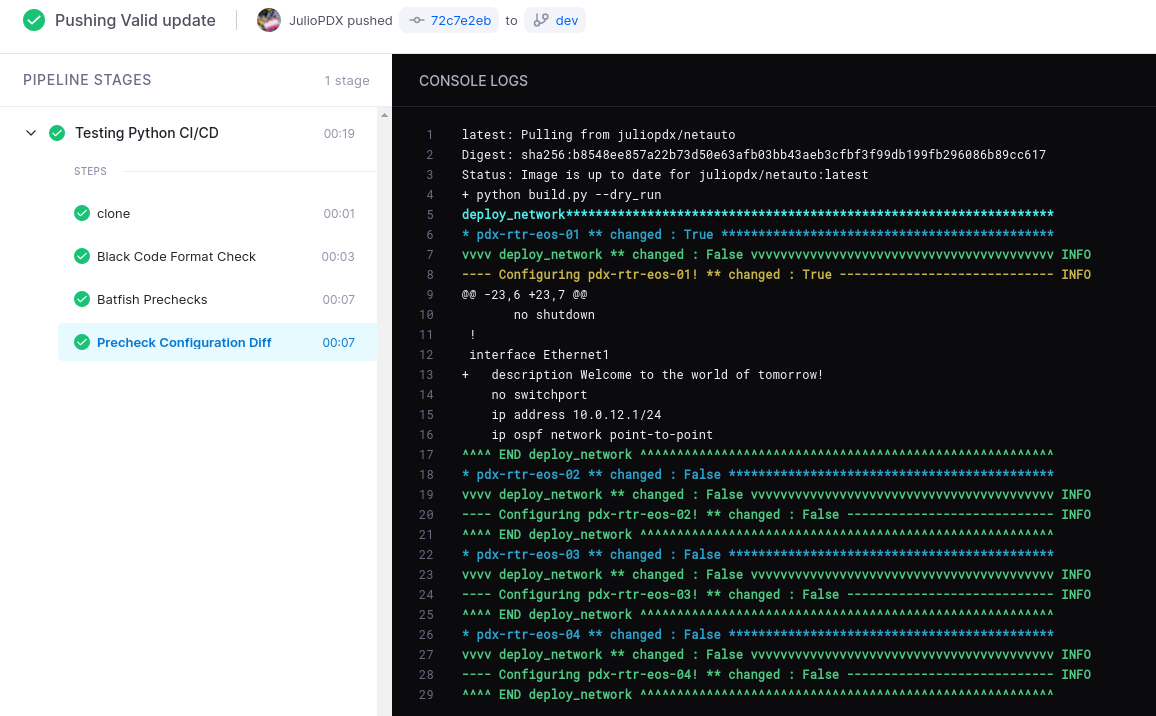 Pushing Valid update JulioPDX pushed 72c7e2eb to dev
PIPELINE STAGES 1 stage
Testing Python CI/CD 00:19
STEPS
clone 00:01
Black Code Format Check 00:03
Batfish Prechecks 00:07
Precheck Configuration Diff 00:07
CONSOLE LOGS
1 latest: Pulling from juliopdx/netauto
2 Digest: sha256:b8548ee857a22b73d50e63afb03bb43aeb3cfbf3f99db199fb296086b89cc617
3 Status: Image is up to date for juliopdx/netauto:latest
4 + python build.py --dry_run
5 deploy_network******************************************************************
6 * pdx-rtr-eos-01 ** changed : True *********************************************
7 vvvv deploy_network ** changed : False vvvvvvvvvvvvvvvvvvvvvvvvvvvvvvvvvvvvvvvvv INFO
8 ---- Configuring pdx-rtr-eos-01! ** changed : True ----------------------------- INFO
9 @@ -23,6 +23,7 @@
10 no shutdown
11 !
12 interface Ethernet1
13 + description Welcome to the world of tomorrow!
14 no switchport
15 ip address 10.0.12.1/24
16 ip ospf network point-to-point
17 ^^^^ END deploy_network ^^^^^^^^^^^^^^^^^^^^^^^^^^^^^^^^^^^^^^^^^^^^^^^^^^^^^^^^
18 * pdx-rtr-eos-02 ** changed : False ********************************************
19 vvvv deploy_network ** changed : False vvvvvvvvvvvvvvvvvvvvvvvvvvvvvvvvvvvvvvvvv INFO
20 ---- Configuring pdx-rtr-eos-02! ** changed : False ---------------------------- INFO
21 ^^^^ END deploy_network ^^^^^^^^^^^^^^^^^^^^^^^^^^^^^^^^^^^^^^^^^^^^^^^^^^^^^^^^
22 * pdx-rtr-eos-03 ** changed : False ********************************************
23 vvvv deploy_network ** changed : False vvvvvvvvvvvvvvvvvvvvvvvvvvvvvvvvvvvvvvvvv INFO
24 ---- Configuring pdx-rtr-eos-03! ** changed : False ---------------------------- INFO
25 ^^^^ END deploy_network ^^^^^^^^^^^^^^^^^^^^^^^^^^^^^^^^^^^^^^^^^^^^^^^^^^^^^^^^
26 * pdx-rtr-eos-04 ** changed : False ********************************************
27 vvvv deploy_network ** changed : False vvvvvvvvvvvvvvvvvvvvvvvvvvvvvvvvvvvvvvvvv INFO
28 ---- Configuring pdx-rtr-eos-04! ** changed : False ---------------------------- INFO
29 ^^^^ END deploy_network ^^^^^^^^^^^^^^^^^^^^^^^^^^^^^^^^^^^^^^^^^^^^^^^^^^^^^^^^